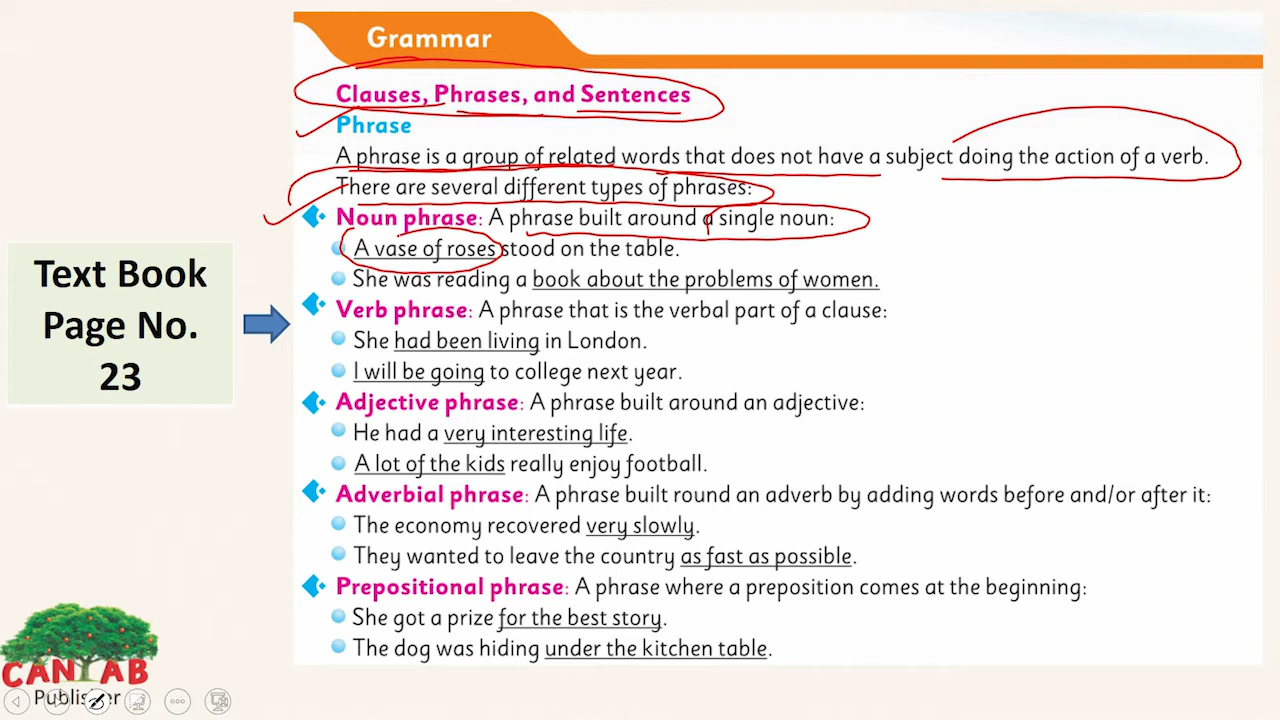 Grammar
Clauses, Phrases, and Sentences
Phrase
A phrase is a group of related words that does not have a subject doing the action of a verb.
There are several different types of phrases:
Noun phrase: A phrase built around a single noun:
A vase of roses stood on the table.
She was reading a book about the problems of women.
Verb phrase: A phrase that is the verbal part of a clause:
She had been living in London.
I will be going to college next year.
Adjective phrase: A phrase built around an adjective:
He had a very interesting life.
A lot of the kids really enjoy football.
Adverbial phrase: A phrase built round an adverb by adding words before and/or after it:
The economy recovered very slowly.
They wanted to leave the country as fast as possible.
Prepositional phrase: A phrase where a preposition comes at the beginning:
She got a prize for the best story.
The dog was hiding under the kitchen table.
Text Book
Page No.
23
CANTAB
Publisher